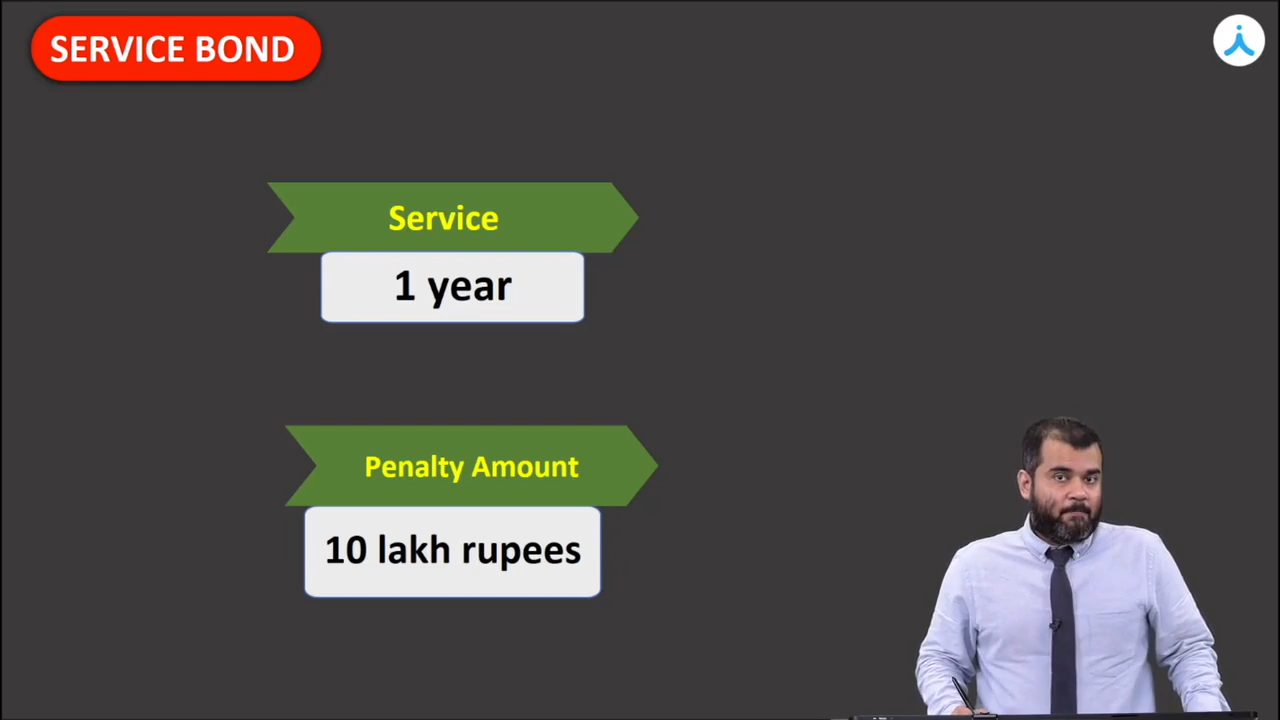 SERVICE BOND
Service
1 year
Penalty Amount
10 lakh rupees